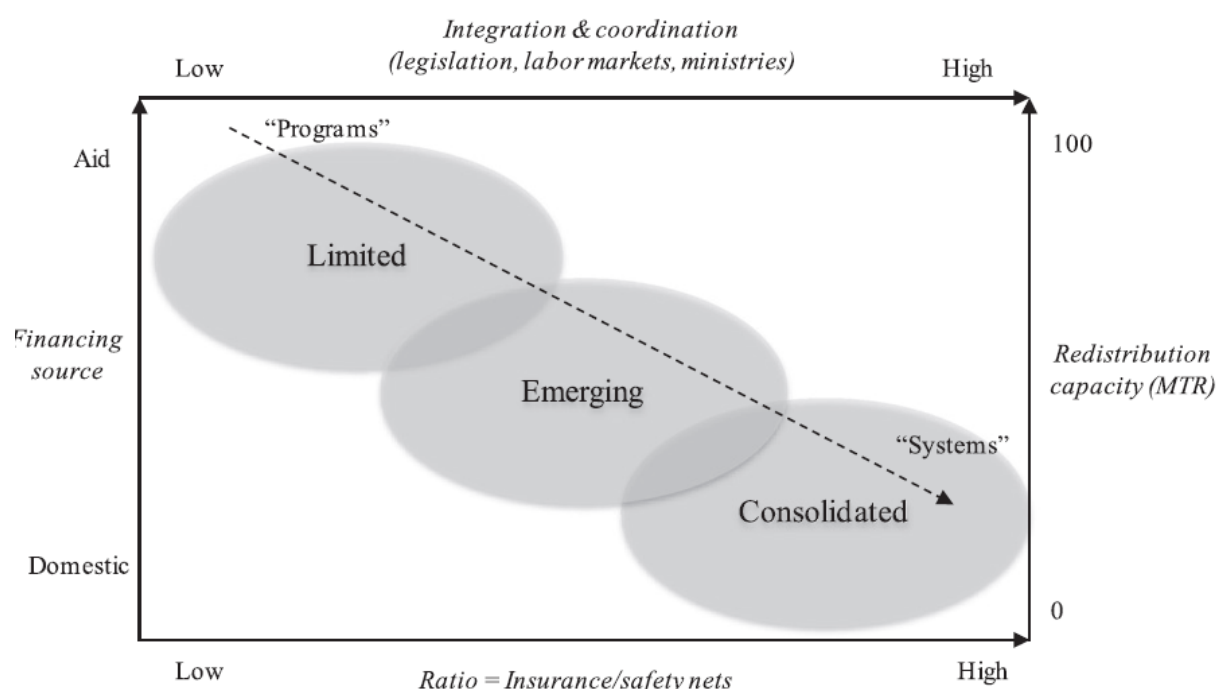 Integration & coordination
(legislation, labor markets, ministries)
Low
High
"Programs"
Aid
100
Limited
Financing
source
Redistribution
capacity (MTR)
Emerging
"Systems"
Consolidated
Domestic
0
Low
High
Ratio = Insurance/safety nets